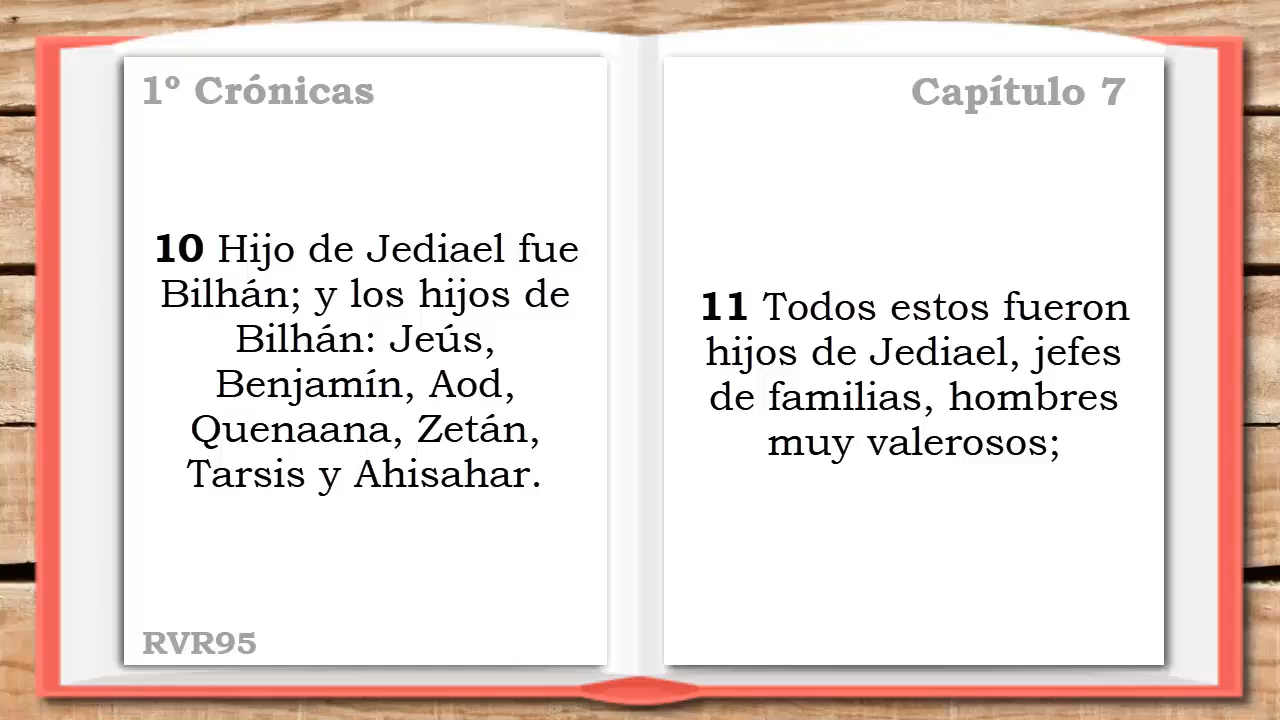 1º Crónicas
10 Hijo de Jediael fue
Bilhán; y los hijos de
Bilhán: Jeús,
Benjamín, Aod,
Quenaana, Zetán,
Tarsis y Ahisahar.
RVR95
Capítulo 7
11 Todos estos fueron
hijos de Jediael, jefes
de familias, hombres
muy valerosos;